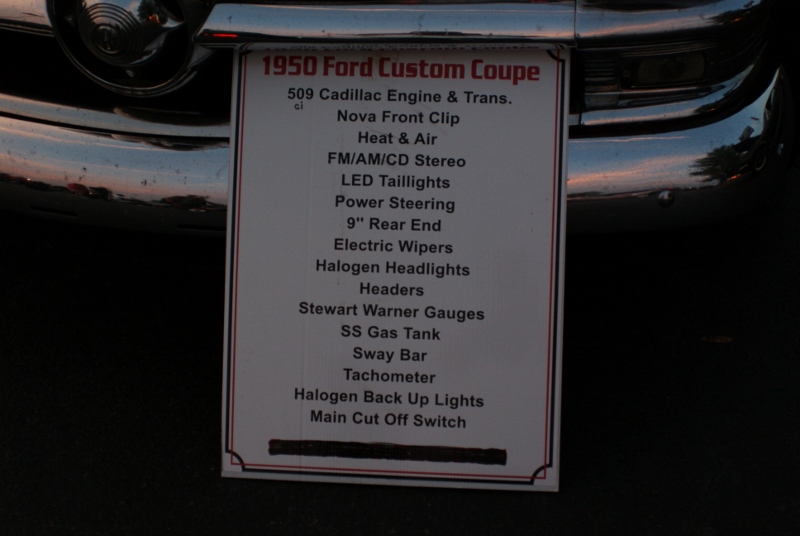 1950 Ford Custom Coupe
509 Cadillac Engine & Trans.
ci
Nova Front Clip
Heat & Air
FM/AM/CD Stereo
LED Taillights
Power Steering
9" Rear End
Electric Wipers
Halogen Headlights
Headers
Stewart Warner Gauges
SS Gas Tank
Sway Bar
Tachometer
Halogen Back Up Lights
Main Cut Off Switch